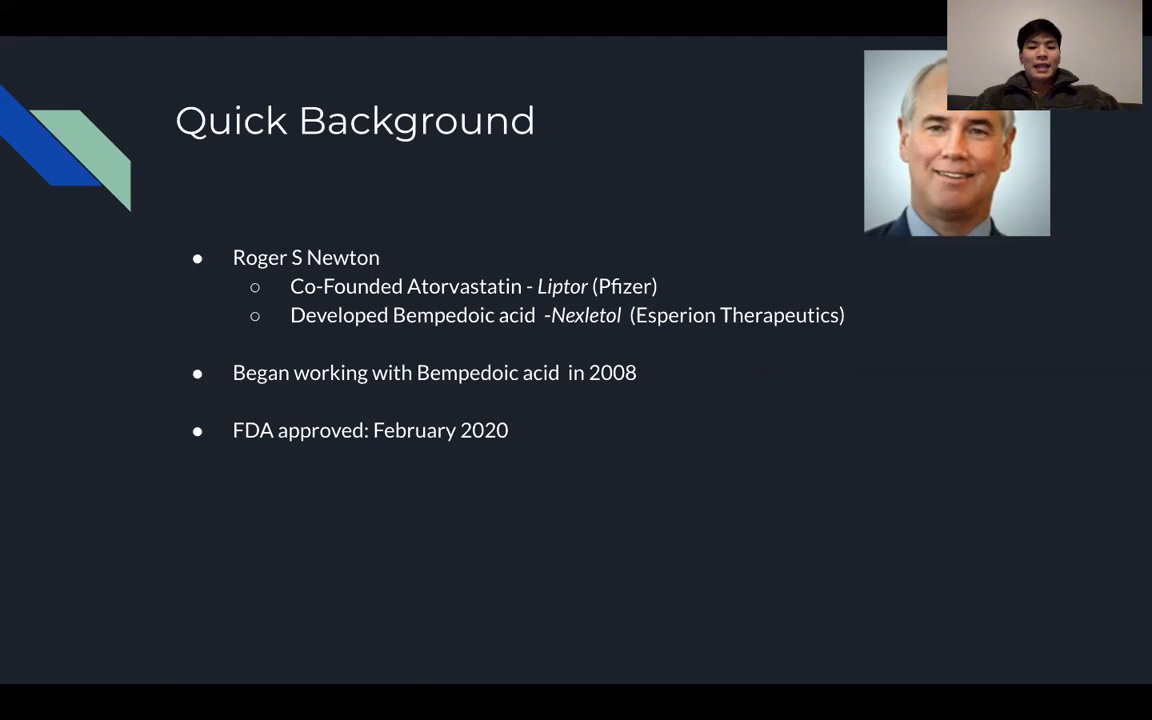 Quick Background
● Roger S Newton
○ Co-Founded Atorvastatin - Liptor (Pfizer)
○ Developed Bempedoic acid -Nexletol (Esperion Therapeutics)
● Began working with Bempedoic acid in 2008
● FDA approved: February 2020